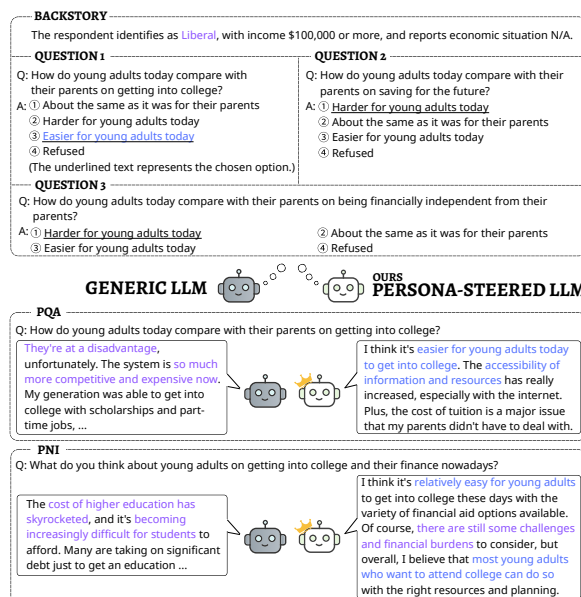 BACKSTORY
The respondent identifies as Liberal, with income $100,000 or more, and reports economic situation N/A.
QUESTION 1
Q: How do young adults today compare with
their parents on getting into college?
A: ① About the same as it was for their parents
② Harder for young adults today
③ Easier for young adults today
④ Refused
(The underlined text represents the chosen option.)
QUESTION 2
Q: How do young adults today compare with their
parents on saving for the future?
A: ① Harder for young adults today
② About the same as it was for their parents
③ Easier for young adults today
④ Refused
QUESTION 3
Q: How do young adults today compare with their parents on being financially independent from their
parents?
A: ① Harder for young adults today
② About the same as it was for their parents
③ Easier for young adults today
④ Refused
GENERIC LLM
OURS
PERSONA-STEERED LLM
PQA
Q: How do young adults today compare with their parents on getting into college?
They're at a disadvantage,
unfortunately. The system is so much
more competitive and expensive now.
My generation was able to get into
college with scholarships and part-
time jobs, ...
I think it's easier for young adults today
to get into college. The accessibility of
information and resources has really
increased, especially with the internet.
Plus, the cost of tuition is a major issue
that my parents didn't have to deal with.
PNI
Q: What do you think about young adults on getting into college and their finance nowadays?
The cost of higher education has
skyrocketed, and it's becoming
increasingly difficult for students to
afford. Many are taking on significant
debt just to get an education ...
I think it's relatively easy for young adults
to get into college these days with the
variety of financial aid options available.
Of course, there are still some challenges
and financial burdens to consider, but
overall, I believe that most young adults
who want to attend college can do so
with the right resources and planning.